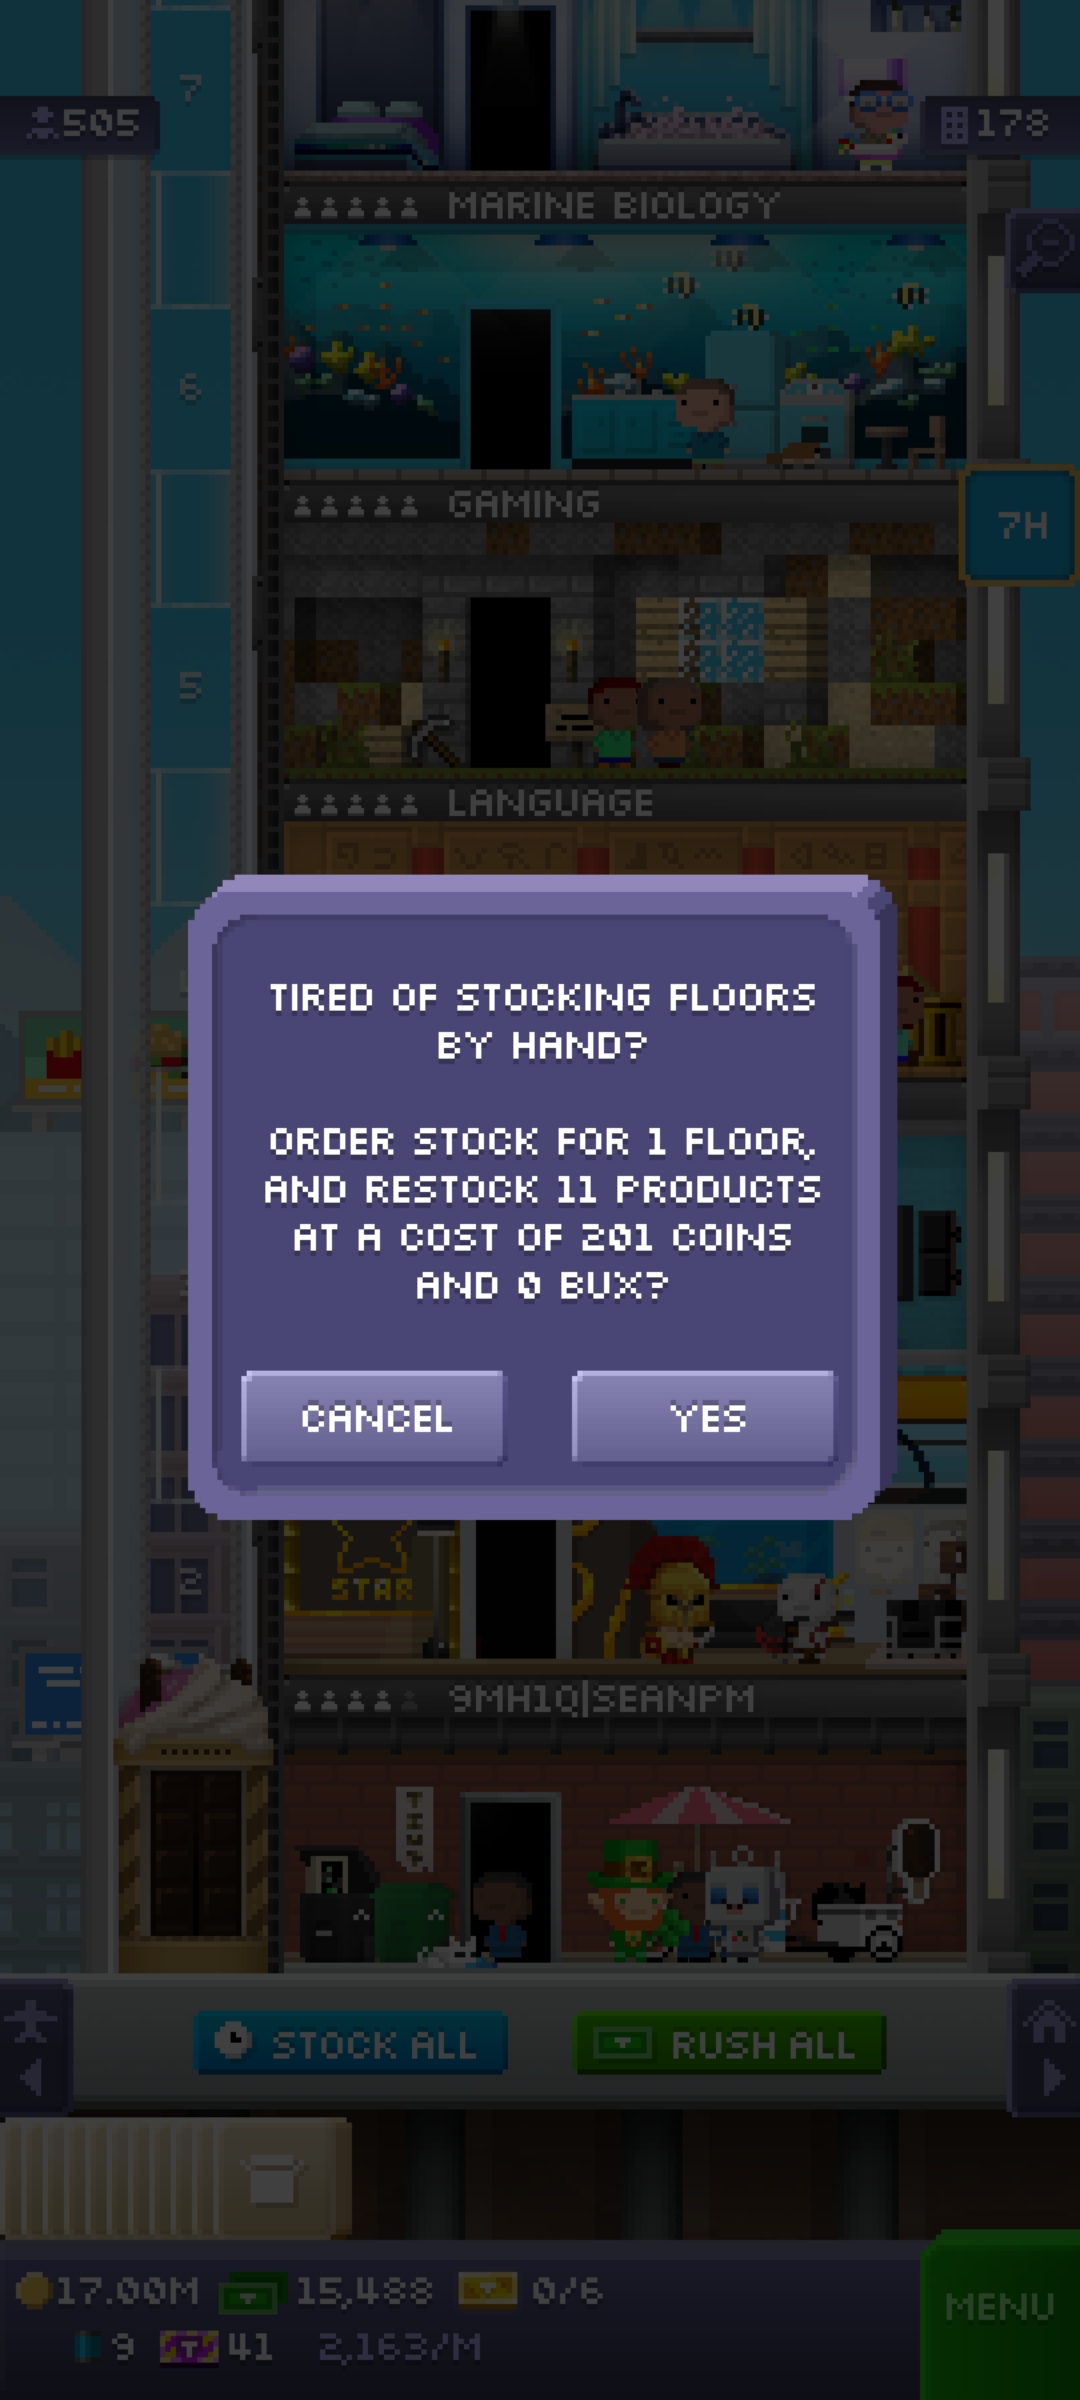 7
505
178
MARINE BIOLOGY
6
GAMING
7H
5
LANGUAGE
TIRED OF STOCKING FLOORS
BY HAND?
ORDER STOCK FOR 1 FLOOR,
AND RESTOCK 11 PRODUCTS
AT A COST OF 201 COINS
AND 0 BUX?
CANCEL
YES
2
STAR
9MH1Q|SEANPM
STOCK ALL
RUSH ALL
17.00M
15,488
0/6
MENU
9
T
41
2,163/M